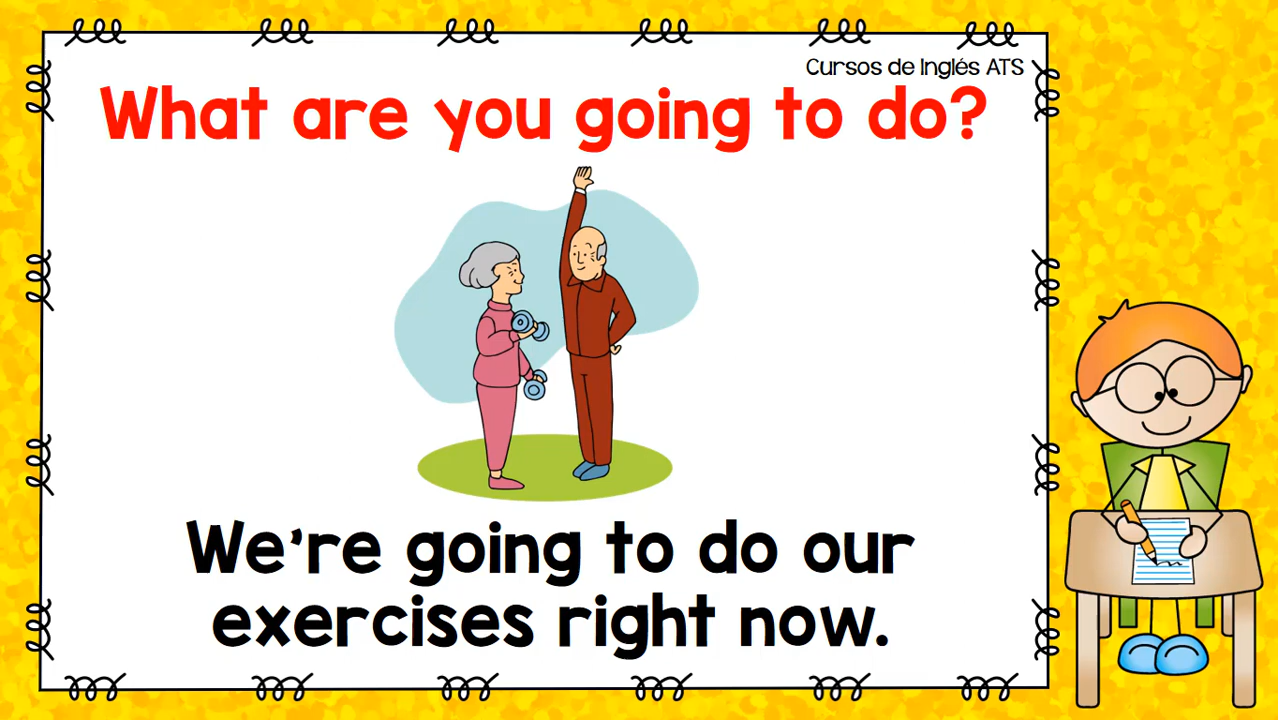 Cursos de Inglés ATS
What are you going to do?
We're going to do our
exercises right now.